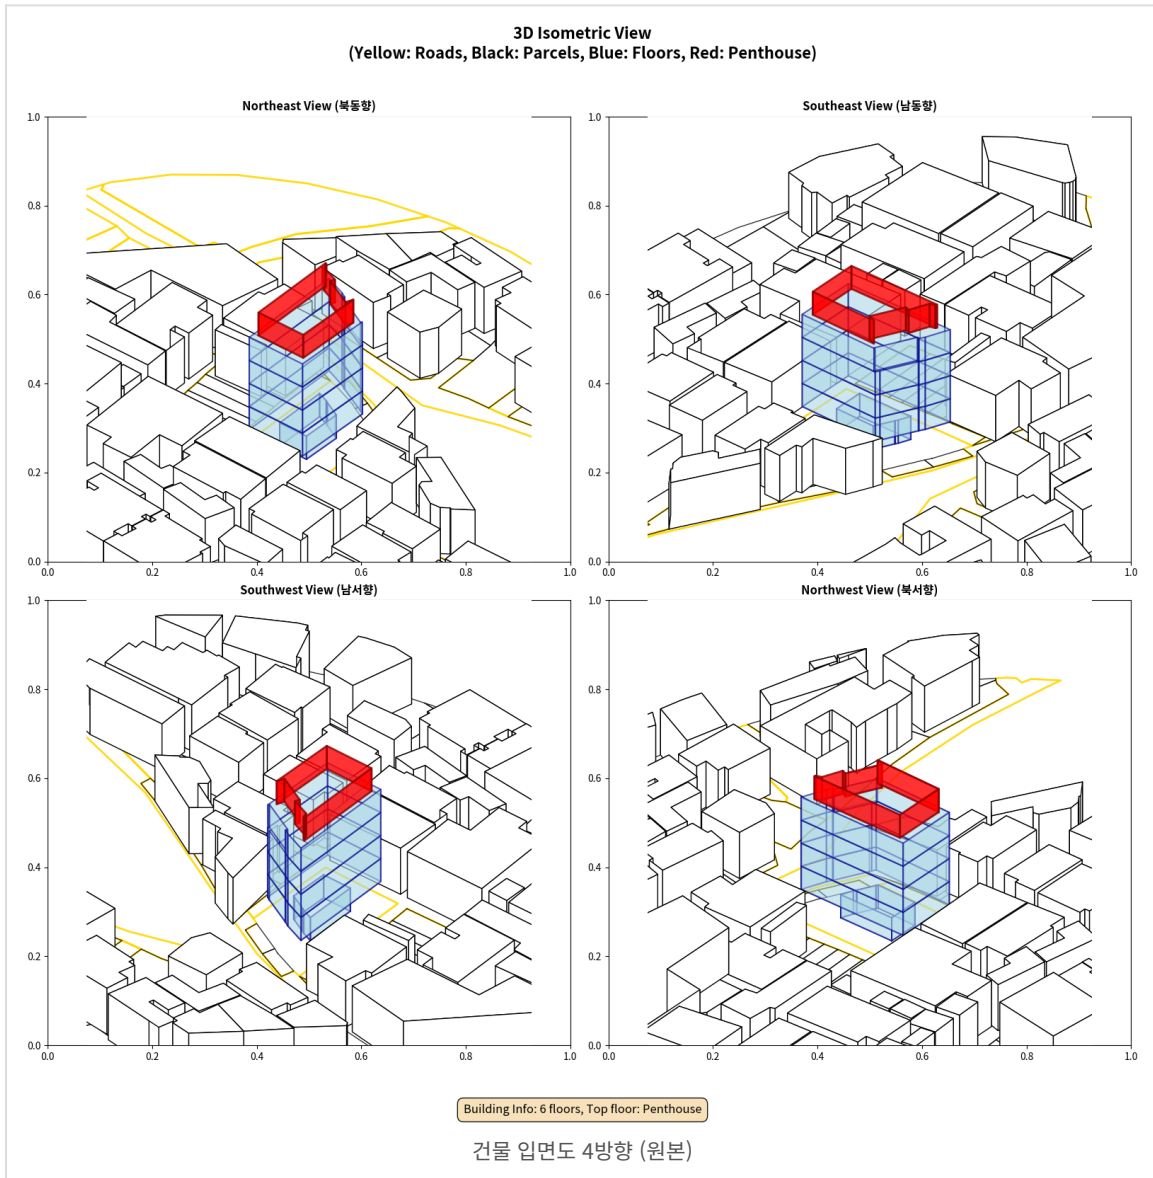 3D Isometric View
(Yellow: Roads, Black: Parcels, Blue: Floors, Red: Penthouse)
Northeast View (북동향)
1.0
0.8
0.6
0.4
0.2
0.0
0.0 0.2 0.4 0.6 0.8 1.0
Southeast View (남동향)
1.0
0.8
0.6
0.4
0.2
0.0
0.0 0.2 0.4 0.6 0.8 1.0
Southwest View (남서향)
1.0
0.8
0.6
0.4
0.2
0.0
0.0 0.2 0.4 0.6 0.8 1.0
Northwest View (북서향)
1.0
0.8
0.6
0.4
0.2
0.0
0.0 0.2 0.4 0.6 0.8 1.0
Building Info: 6 floors, Top floor: Penthouse
건물 입면도 4방향 (원본)